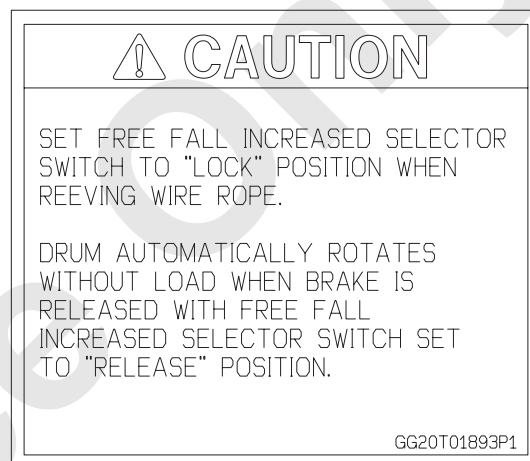 CAUTION
SET FREE FALL INCREASED SELECTOR
SWITCH TO "LOCK" POSITION WHEN
REEVING WIRE ROPE.
DRUM AUTOMATICALLY ROTATES
WITHOUT LOAD WHEN BRAKE IS
RELEASED WITH FREE FALL
INCREASED SELECTOR SWITCH SET
TO "RELEASE" POSITION.
GG20T01893P1